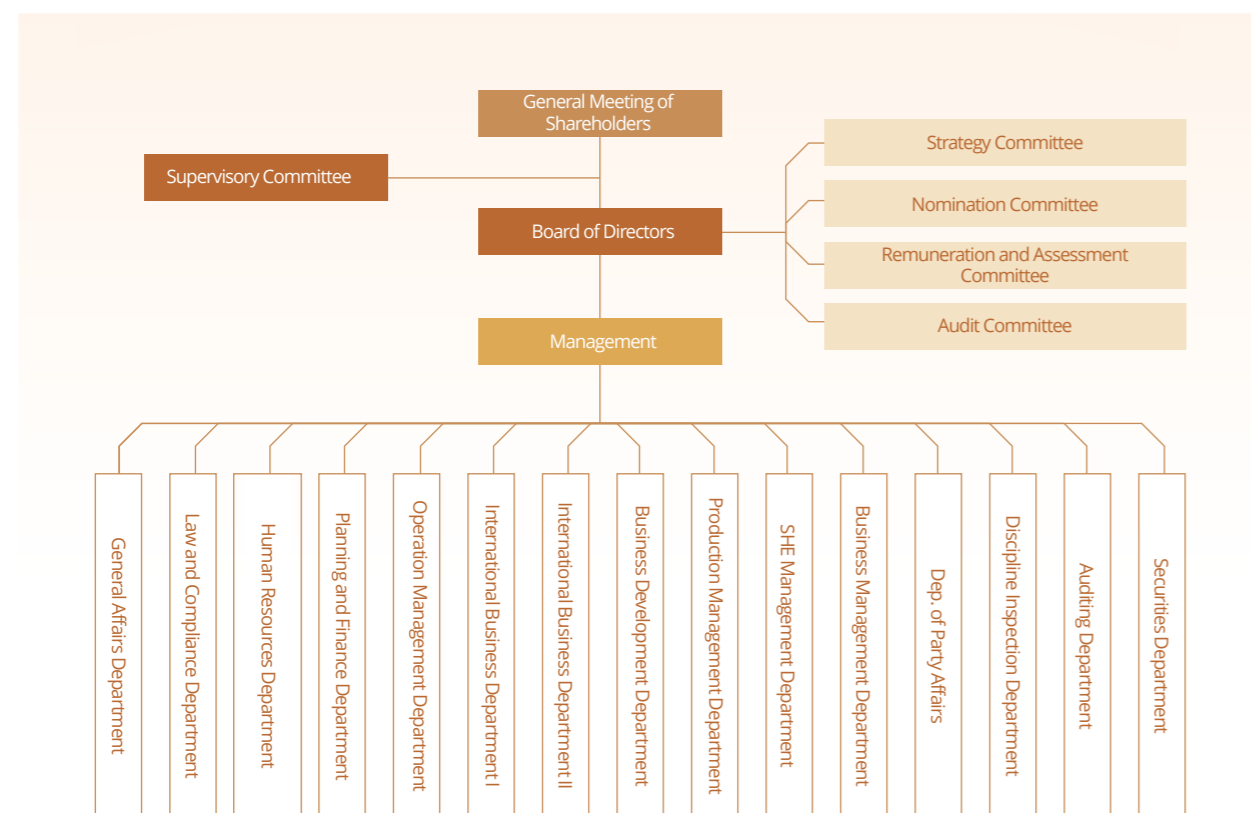 General Meeting of
Shareholders
Supervisory Committee
Board of Directors
Management
Strategy Committee
Nomination Committee
Remuneration and Assessment
Committee
Audit Committee
General Affairs Department
Law and Compliance Department
Human Resources Department
Planning and Finance Department
Operation Management Department
International Business Department I
International Business Department II
Business Development Department
Production Management Department
SHE Management Department
Business Management Department
Dep. of Party Affairs
Discipline Inspection Department
Auditing Department
Securities Department